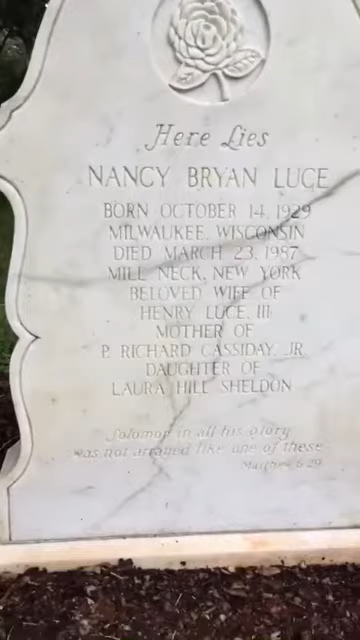 Here Lies
NANCY BRYAN LUCE
BORN OCTOBER 14, 1929
MILWAUKEE, WISCONSIN
DIED MARCH 23, 1987
MILL NECK, NEW YORK
BELOVED WIFE OF
HENRY LUCE, III
MOTHER OF
P. RICHARD CASSIDAY, JR.
DAUGHTER OF
LAURA HILL SHELDON
Solomon in all his glory
was not arrayed like one of these
Matthew 6:29